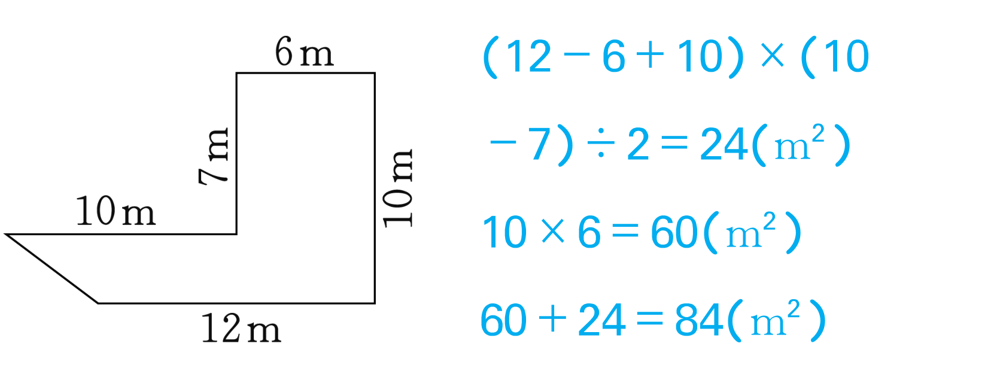 6 m
7 m
10 m
10 m
12 m
(12 − 6 + 10) × (10
− 7) ÷ 2 = 24( m² )
10 × 6 = 60( m² )
60 + 24 = 84( m² )